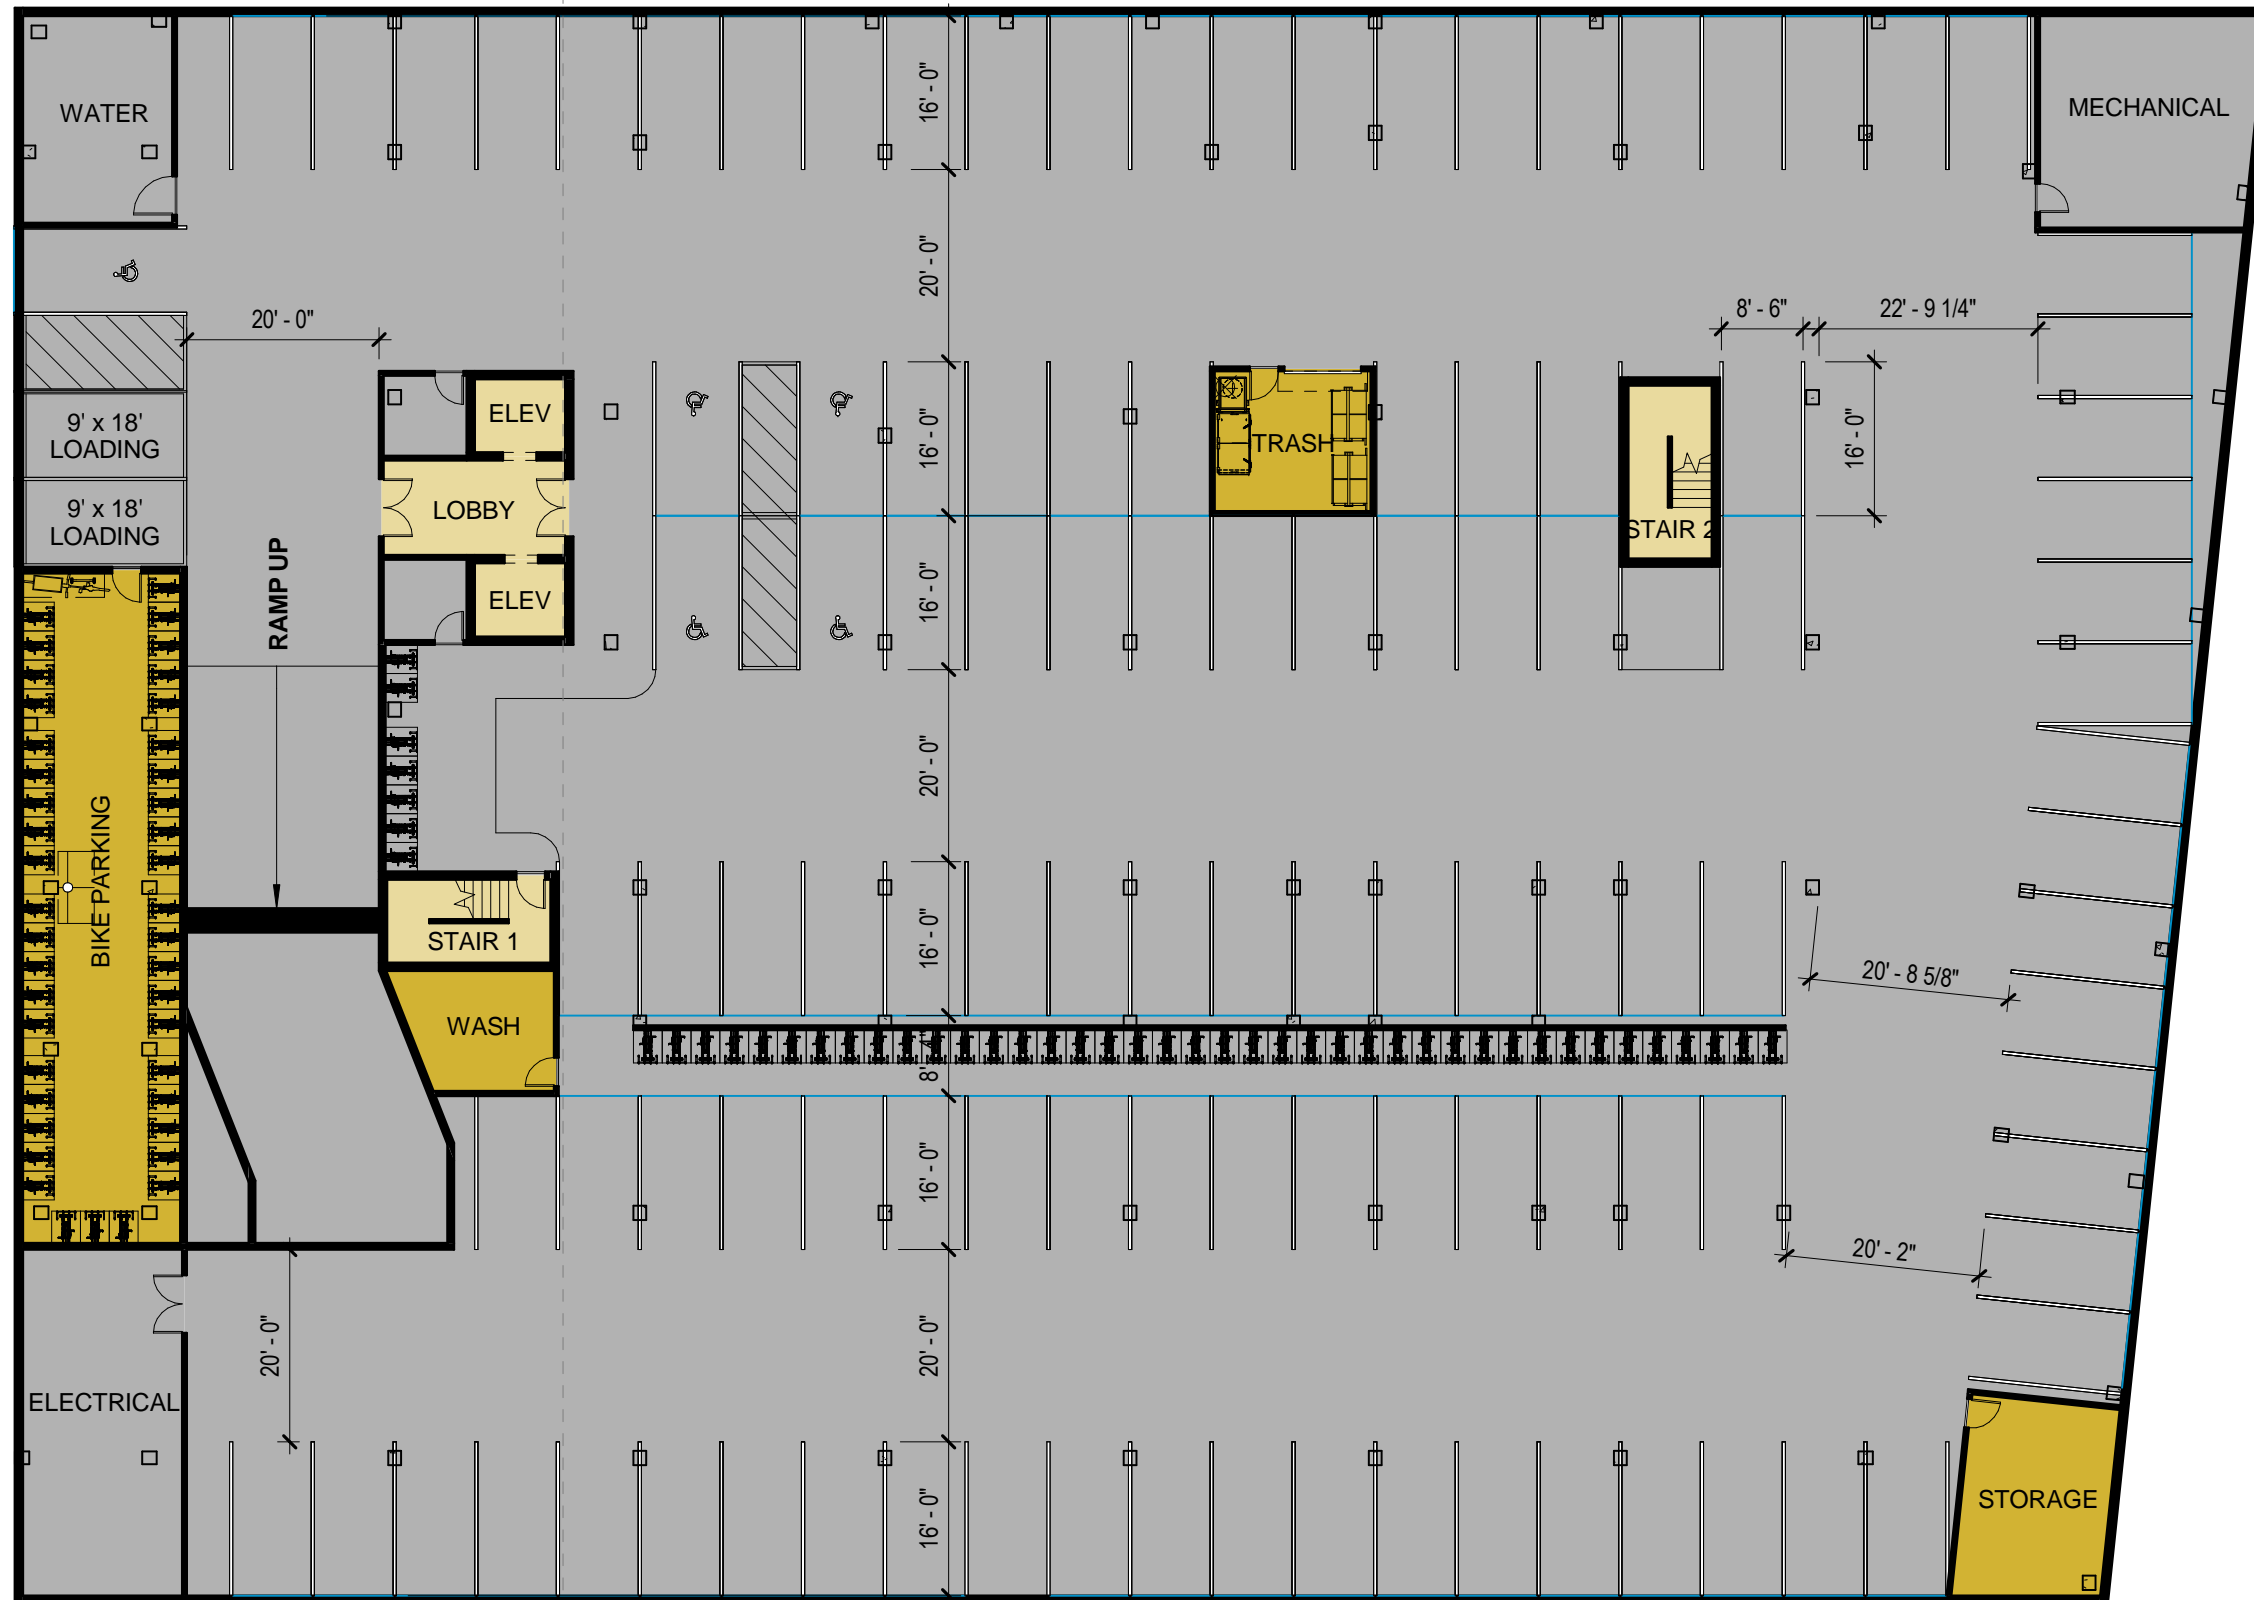 16' - 0"
WATER
MECHANICAL
20' - 0"
20' - 0"
8' - 6"
22' - 9 1/4"
9' x 18'
LOADING
ELEV
16' - 0"
TRASH
16' - 0"
9' x 18'
LOADING
LOBBY
STAIR 2
RAMP UP
ELEV
16' - 0"
20' - 0"
BIKE PARKING
STAIR 1
16' - 0"
20' - 8 5/8"
WASH
8' - 4"
16' - 0"
20' - 2"
20' - 0"
20' - 0"
ELECTRICAL
16' - 0"
STORAGE